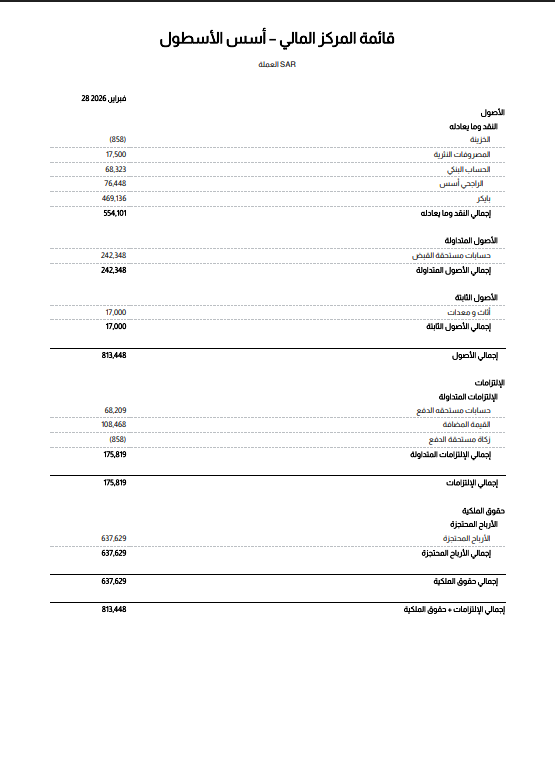 قائمة المركز المالي – أسس الأسطول
العملة SAR
28 فبراير, 2026
الأصول
النقد وما يعادله
الخزينة (858)
المصروفات النثرية 17,500
الحساب البنكي 68,323
الراجحي أسس 76,448
بايكر 469,136
إجمالي النقد وما يعادله 554,101
الأصول المتداولة
حسابات مستحقة القبض 242,348
إجمالي الأصول المتداولة 242,348
الأصول الثابتة
أثاث و معدات 17,000
إجمالي الأصول الثابتة 17,000
إجمالي الأصول 813,448
الإلتزامات
الإلتزامات المتداولة
حسابات مستحقه الدفع 68,209
القيمة المضافة 108,468
زكاة مستحقة الدفع (858)
إجمالي الإلتزامات المتداولة 175,819
إجمالي الإلتزامات 175,819
حقوق الملكية
الأرباح المحتجزة
الأرباح المحتجزة 637,629
إجمالي الأرباح المحتجزة 637,629
إجمالي حقوق الملكية 637,629
إجمالي الإلتزامات + حقوق الملكية 813,448